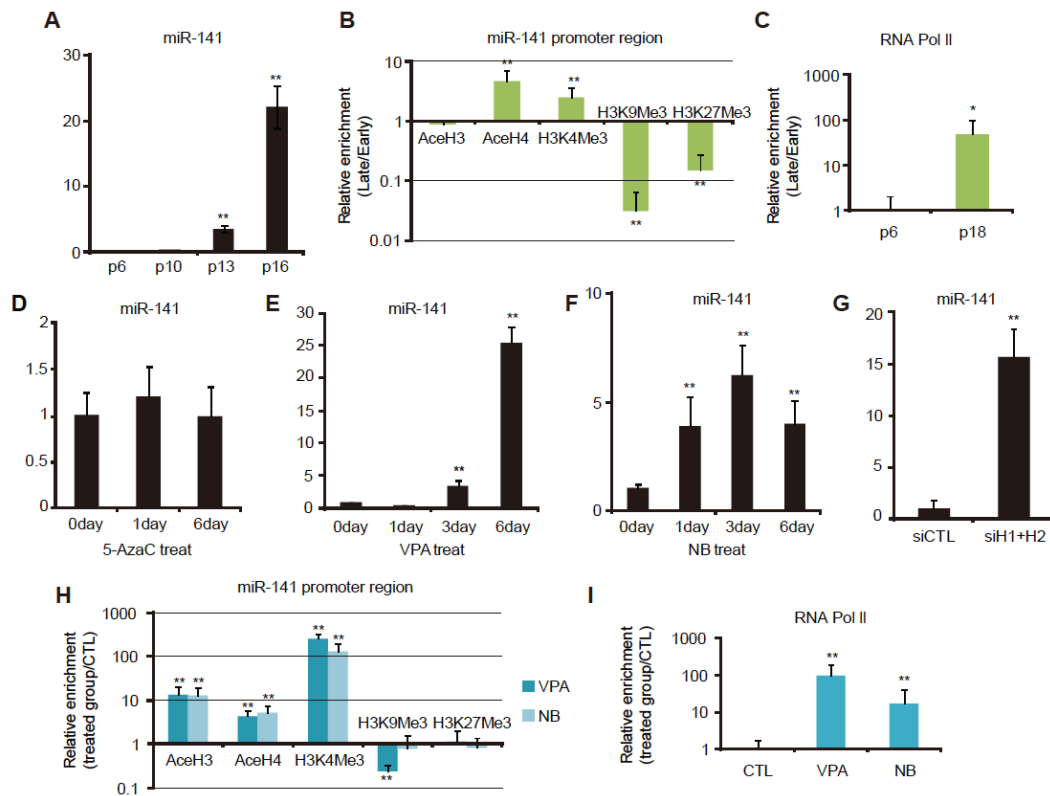 A
miR-141
30
20
10
0
**
**
p6 p10 p13 p16
B
miR-141 promoter region
Relative enrichment
(Late/Early)
10
1
0.1
0.01
**
**
H3K9Me3 H3K27Me3
AceH3 AceH4 H3K4Me3
**
**
C
RNA Pol II
Relative enrichment
(Late/Early)
1000
100
10
1
*
p6 p18
D
miR-141
2
1.5
1
0.5
0
0day 1day 6day
5-AzaC treat
E
miR-141
30
25
20
15
10
5
0
**
**
0day 1day 3day 6day
VPA treat
F
miR-141
10
5
0
**
**
**
0day 1day 3day 6day
NB treat
G
miR-141
20
15
10
5
0
**
siCTL siH1+H2
H
miR-141 promoter region
Relative enrichment
(treated group/CTL)
1000
100
10
1
0.1
** **
** **
** **
H3K9Me3 H3K27Me3
AceH3 AceH4 H3K4Me3
**
VPA
NB
I
RNA Pol II
Relative enrichment
(treated group/CTL)
1000
100
10
1
**
**
CTL VPA NB